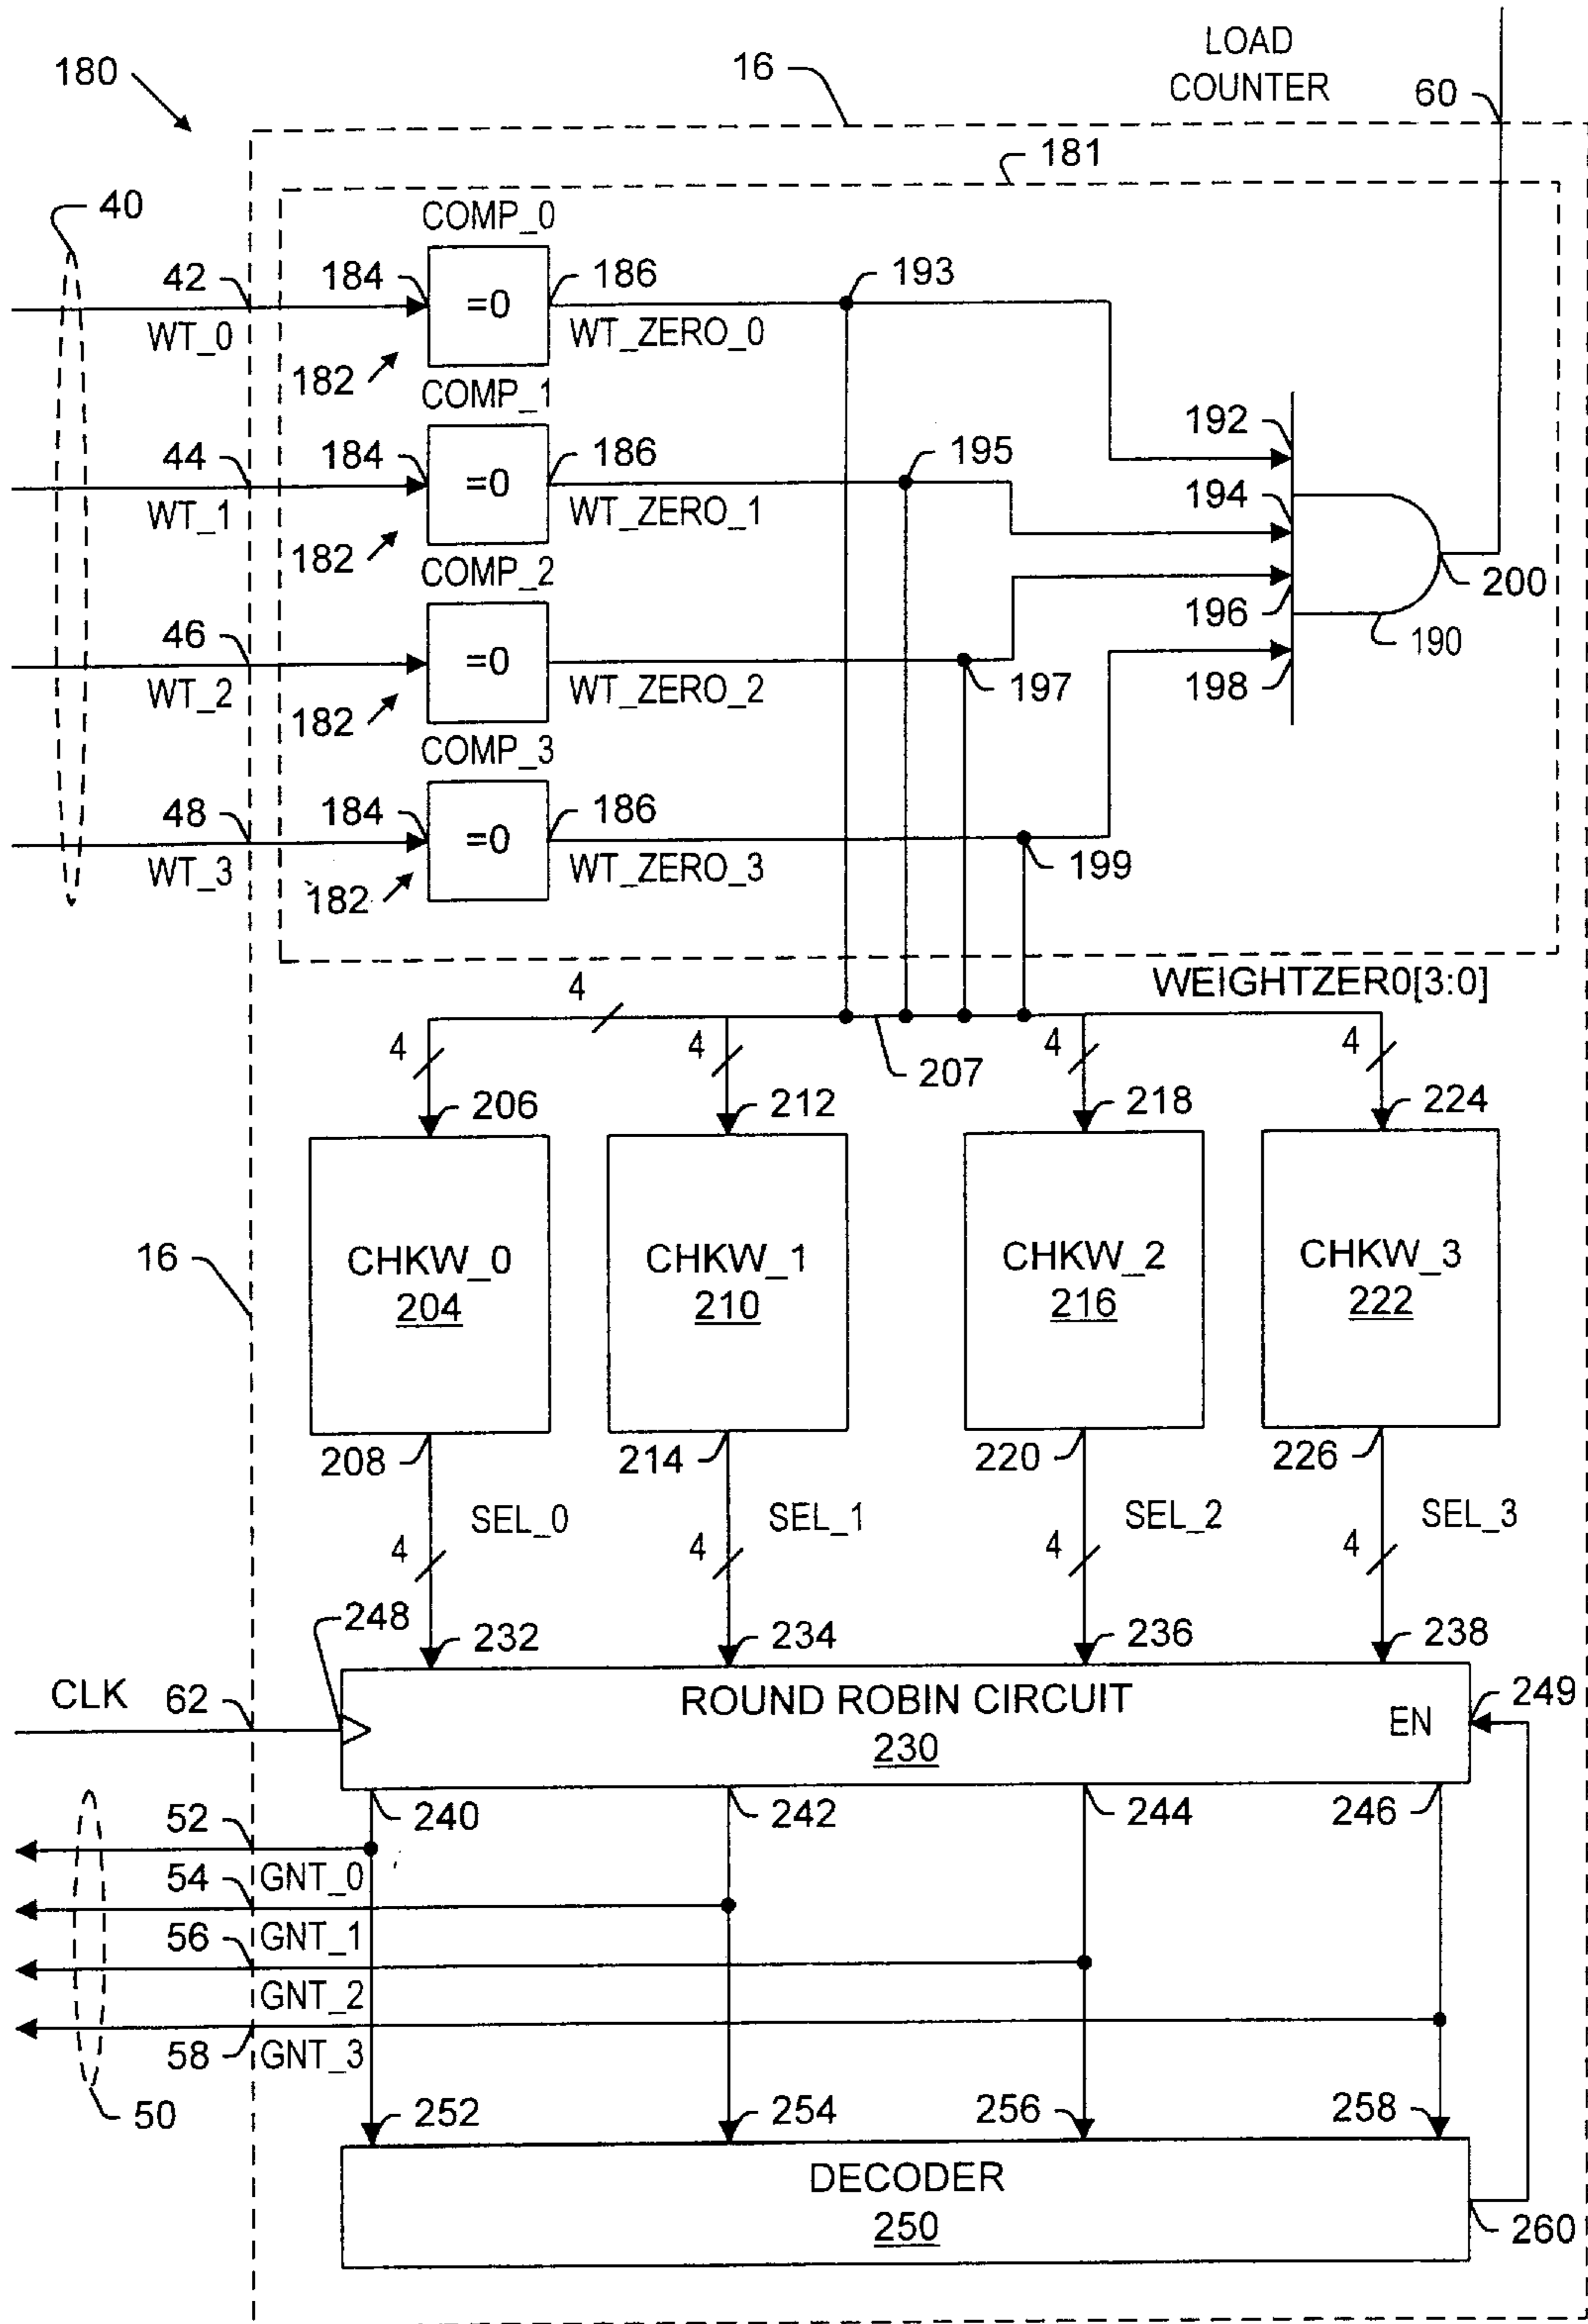 LOAD
COUNTER
180
16
60
181
40
COMP_0
42
184
=0
186
193
WT_0
WT_ZERO_0
182
COMP_1
192
44
184
=0
186
195
194
WT_1
WT_ZERO_1
182
COMP_2
200
196
190
46
=0
WT_2
WT_ZERO_2
197
198
182
COMP_3
48
184
=0
186
WT_3
WT_ZERO_3
199
182
WEIGHTZER0[3:0]
4
4
4
4
4
207
206
212
218
224
CHKW_0
204
CHKW_1
210
CHKW_2
216
CHKW_3
222
16
208
214
220
226
SEL_0
SEL_1
SEL_2
SEL_3
4
4
4
4
248
232
234
236
238
CLK
62
ROUND ROBIN CIRCUIT
230
EN
249
240
242
244
246
52
GNT_0
54
GNT_1
56
GNT_2
58
GNT_3
50
252
254
256
258
DECODER
250
260